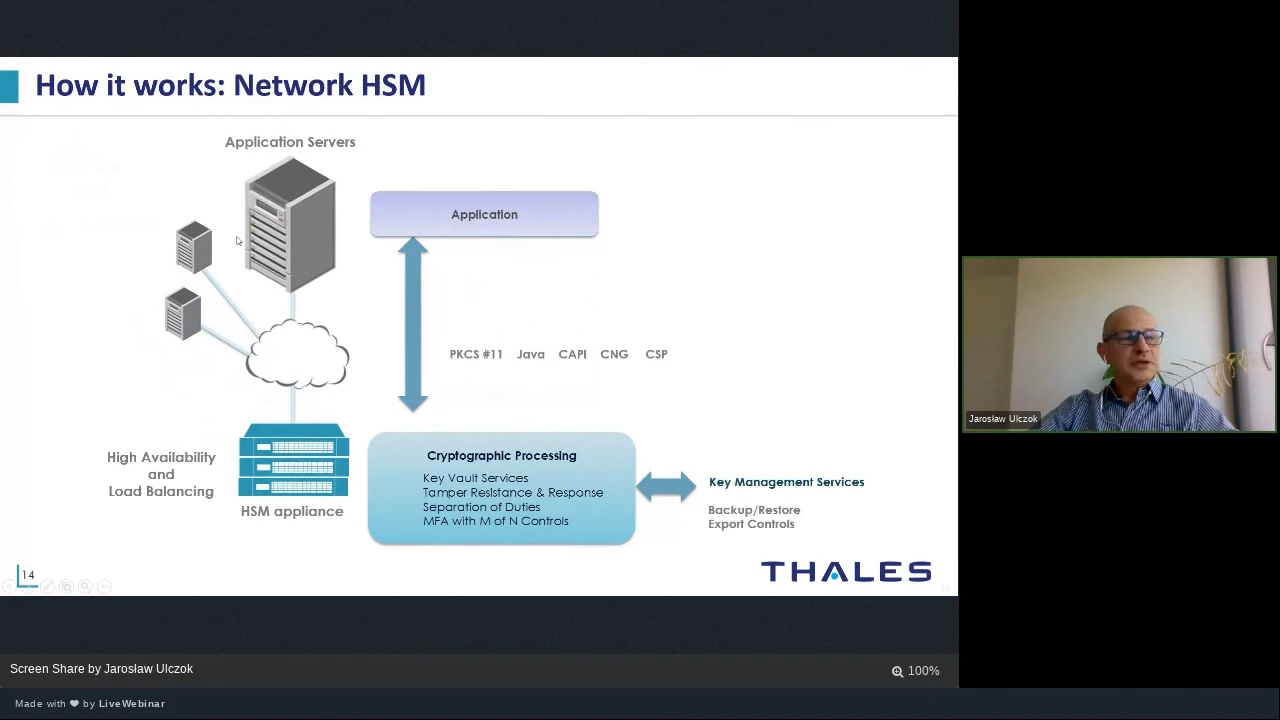 How it works: Network HSM
Application Servers
Application
PKCS #11 Java CAPI CNG CSP
High Availability
and
Load Balancing
HSM appliance
Cryptographic Processing
Key Vault Services
Tamper Resistance & Response
Separation of Duties
MFA with M of N Controls
Key Management Services
Backup/Restore
Export Controls
14
THALES
Jarosław Ulczok
Screen Share by Jarosław Ulczok
100%
Made with ❤ by LiveWebinar